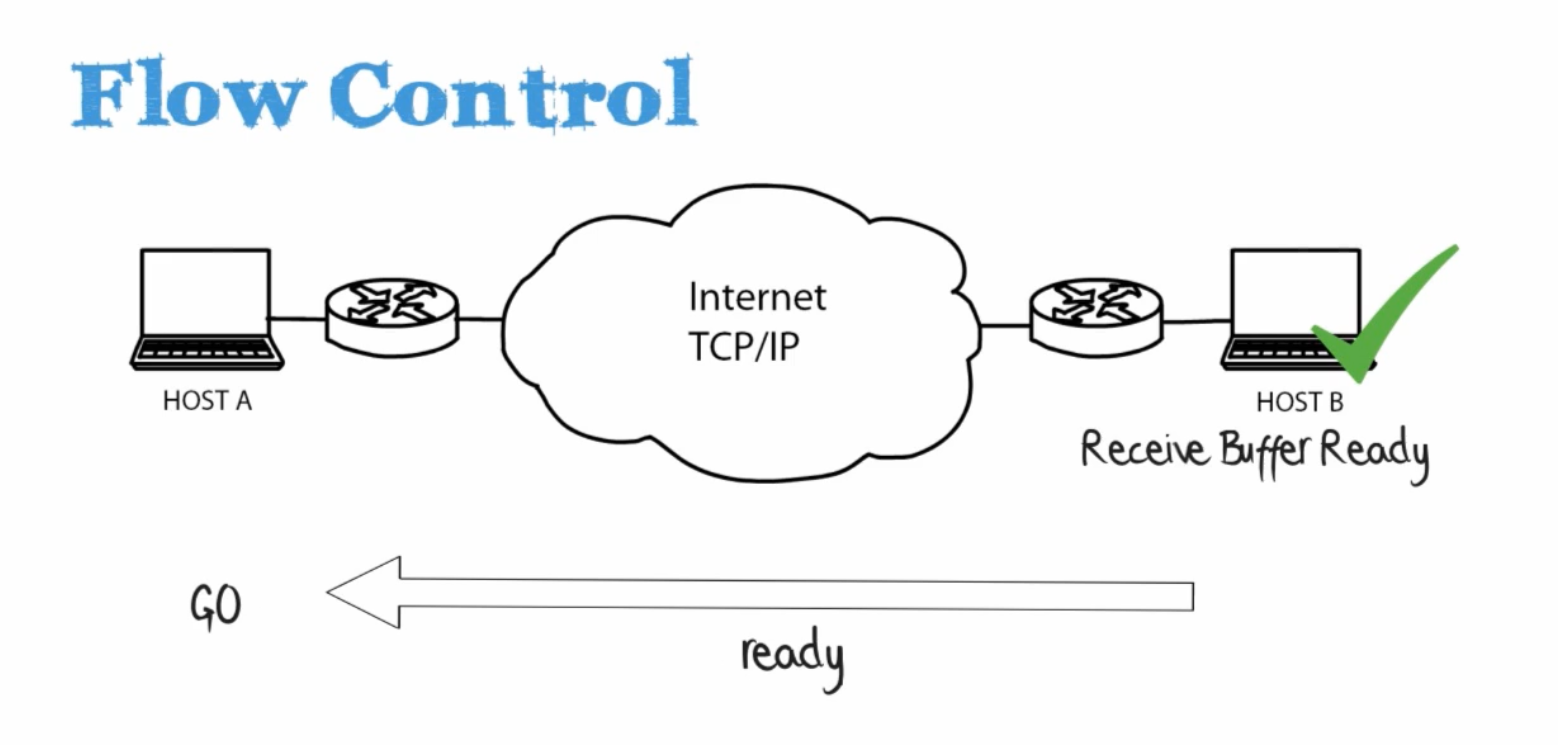 Flow Control
Internet
TCP/IP
HOST A
HOST B
Receive Buffer Ready
GO
ready